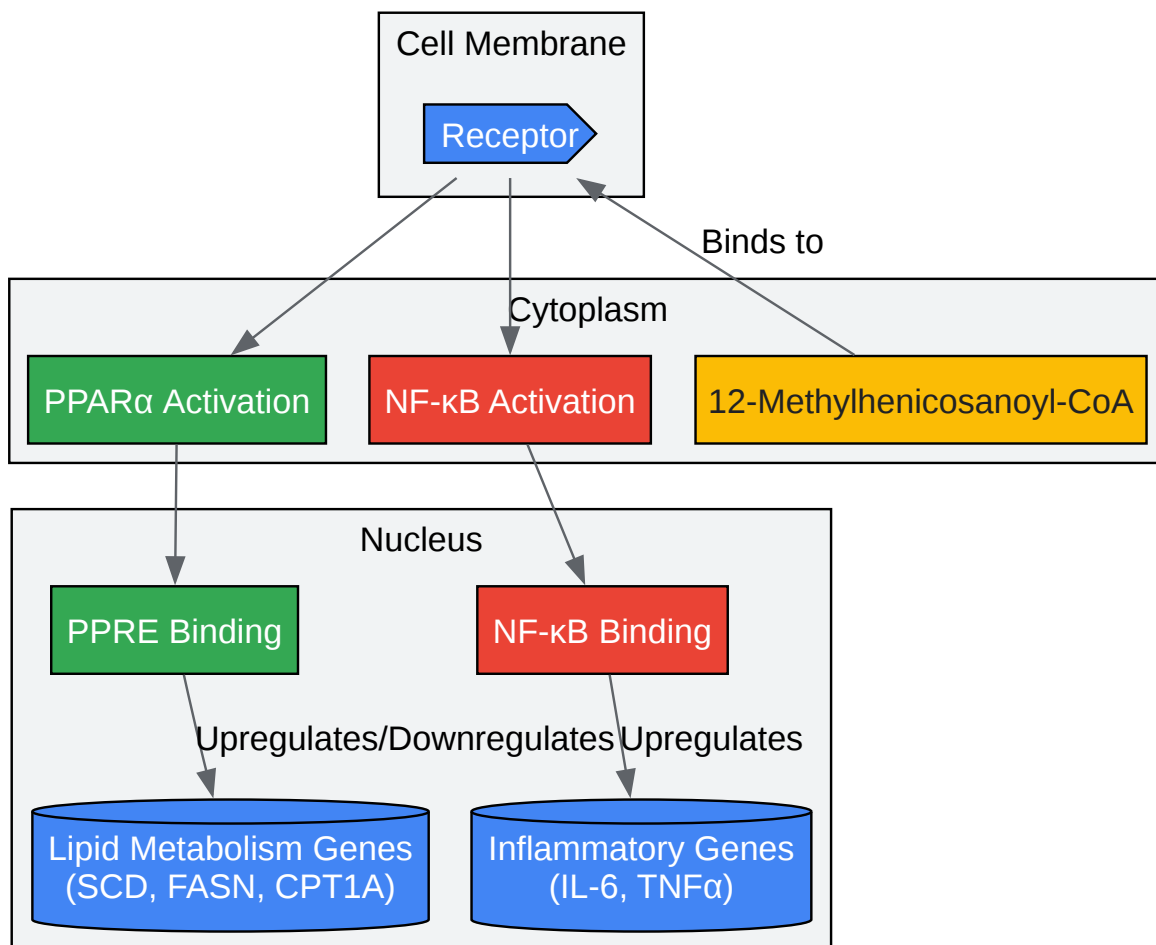 Cell Membrane
Receptor
Binds to
Cytoplasm
PPARα Activation
NF-κB Activation
12-Methylhenicosanoyl-CoA
Nucleus
PPRE Binding
NF-κB Binding
Upregulates/Downregulates
Upregulates
Lipid Metabolism Genes
(SCD, FASN, CPT1A)
Inflammatory Genes
(IL-6, TNFα)